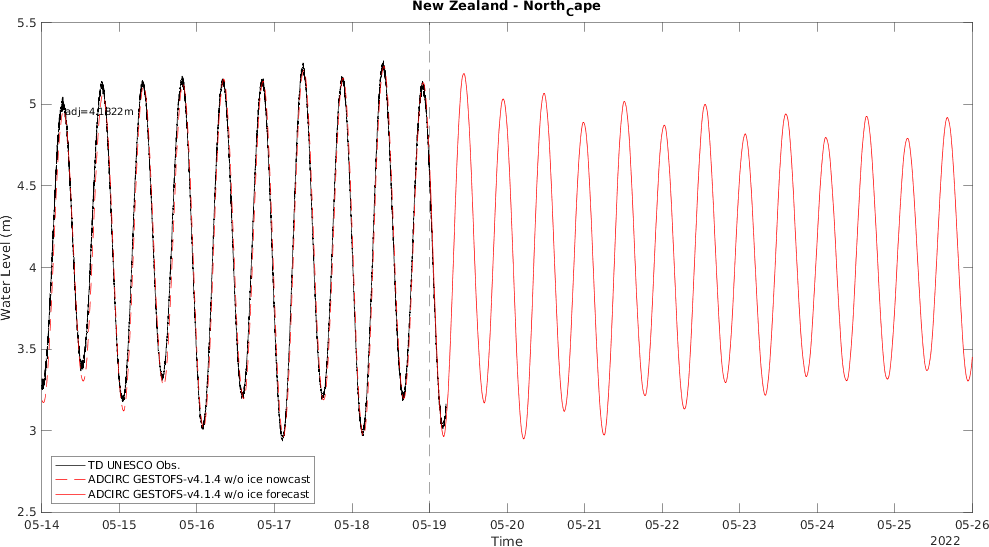 New Zealand - NorthCape
5.5
5
4.5
4
3.5
3
2.5
Water Level (m)
adj=4.1822m
TD UNESCO Obs.
ADCIRC GESTOFS-v4.1.4 w/o ice nowcast
ADCIRC GESTOFS-v4.1.4 w/o ice forecast
05-14 05-15 05-16 05-17 05-18 05-19 05-20 05-21 05-22 05-23 05-24 05-25 05-26
Time
2022